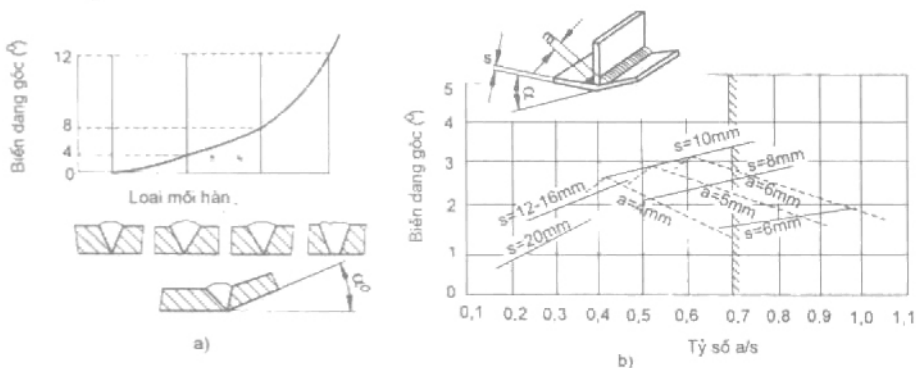 Biến dạng góc (⁰)
12
8
4
0
Loại mối hàn
α⁰
a)
Biến dạng góc (⁰)
5
4
3
2
1
0
s
a
α
s=10mm
s=8mm
a=6mm
a=5mm
s=12-16mm
a=4mm
s=6mm
s=20mm
0,1 0,2 0,3 0,4 0,5 0,6 0,7 0,8 0,9 1,0 1,1
Tỷ số a/s
b)